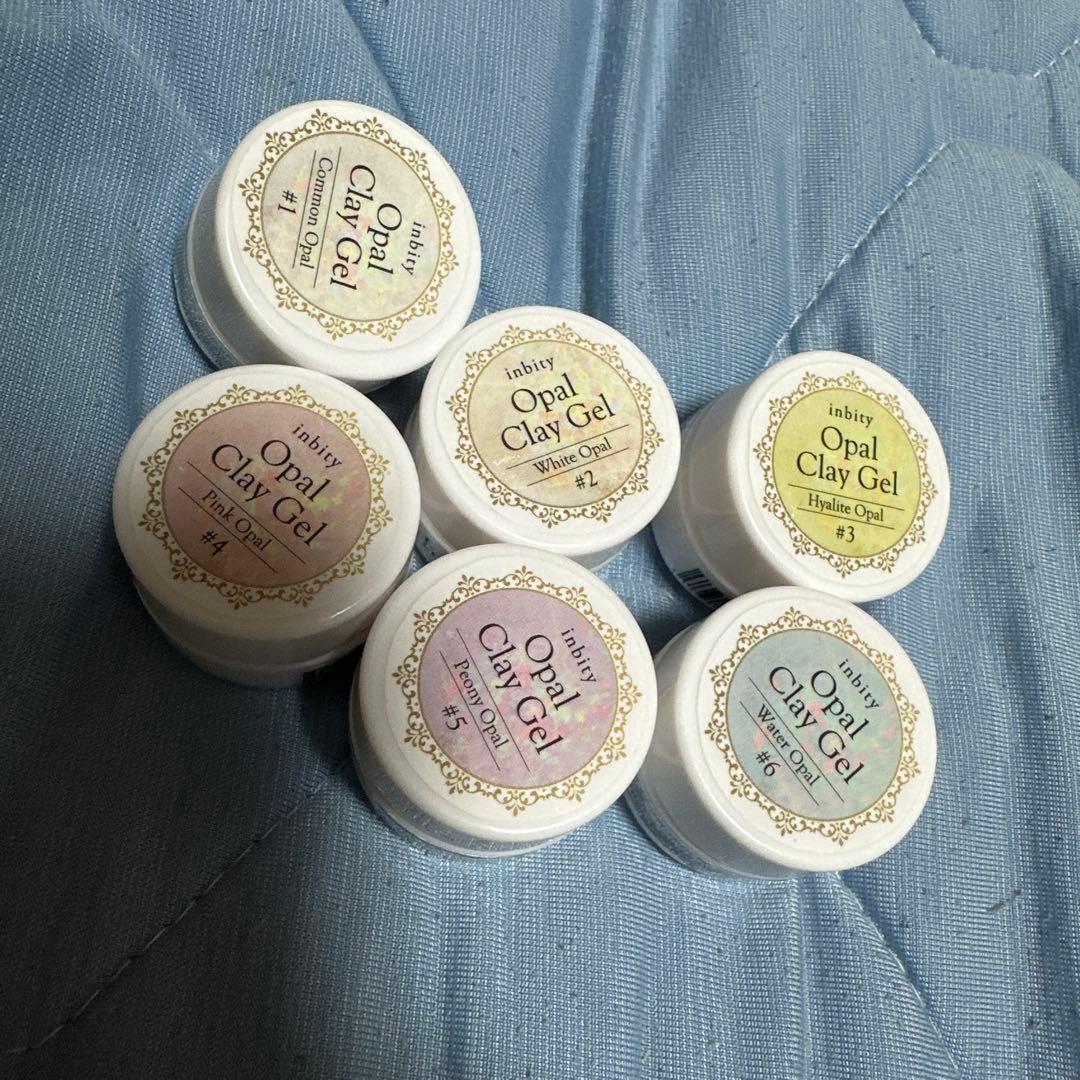 inbity
Opal
Clay Gel
Common Opal
#1
inbity
Opal
Clay Gel
White Opal
#2
inbity
Opal
Clay Gel
Hyalite Opal
#3
inbity
Opal
Clay Gel
Pink Opal
#4
inbity
Opal
Clay Gel
Peony Opal
#5
inbity
Opal
Clay Gel
Water Opal
#6